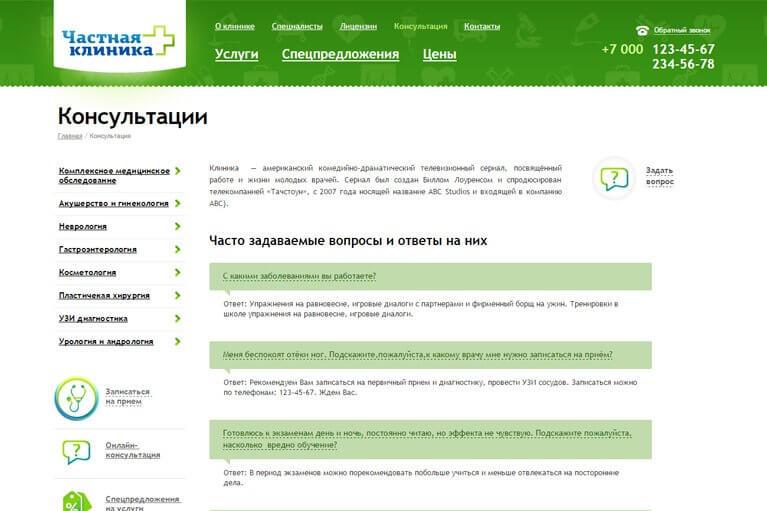 Частная
клиника
О клинике Спецналисты Лицензии Консультация Контакты
Услуги Спецпредложения Цены
Обратный звонок
+7 000 123-45-67
234-56-78
Консультации
Главная / Консультация
Комплексное медицинское
обследование
Акушерство и гинекология
Неврология
Гастроэнтерология
Косметология
Пластичекая хирургия
УЗИ диагностика
Урология и андрология
Записаться
на прием
Онлайн-
консультация
Спецпредложения
на услуги
Клиника — американский комедийно-драматический телевизионный сериал, посвящённый
работе и жизни молодых врачей. Сериал был создан Биллом Лоуренсом и спродюсирован
телекомпанией «Тачстоун», с 2007 года носящей название ABC Studios и входящей в компанию
ABC).
Задать
вопрос
Часто задаваемые вопросы и ответы на них
С какими заболеваниями вы работаете?
Ответ: Упражнения на равновесие, игровые диалоги с партнерами и фирменный борщ на ужин. Тренировки в
школе упражнения на равновесие, игровые диалоги.
Меня беспокоят отёки ног. Подскажите,пожалуйста,к какому врачу мне нужно записаться на приём?
Ответ: Рекомендуем Вам записаться на первичный прием и диагностику, провести УЗИ сосудов. Записаться можно
по телефонам: 123-45-67. Ждем Вас.
Готовлюсь к экзаменам день и ночь, постоянно читаю, но эффекта не чувствую. Подскажите пожалуйста,
насколько вредно обучение?
Ответ: В период экзаменов можно порекомендовать побольше учиться и меньше отвлекаться на посторонние
дела.